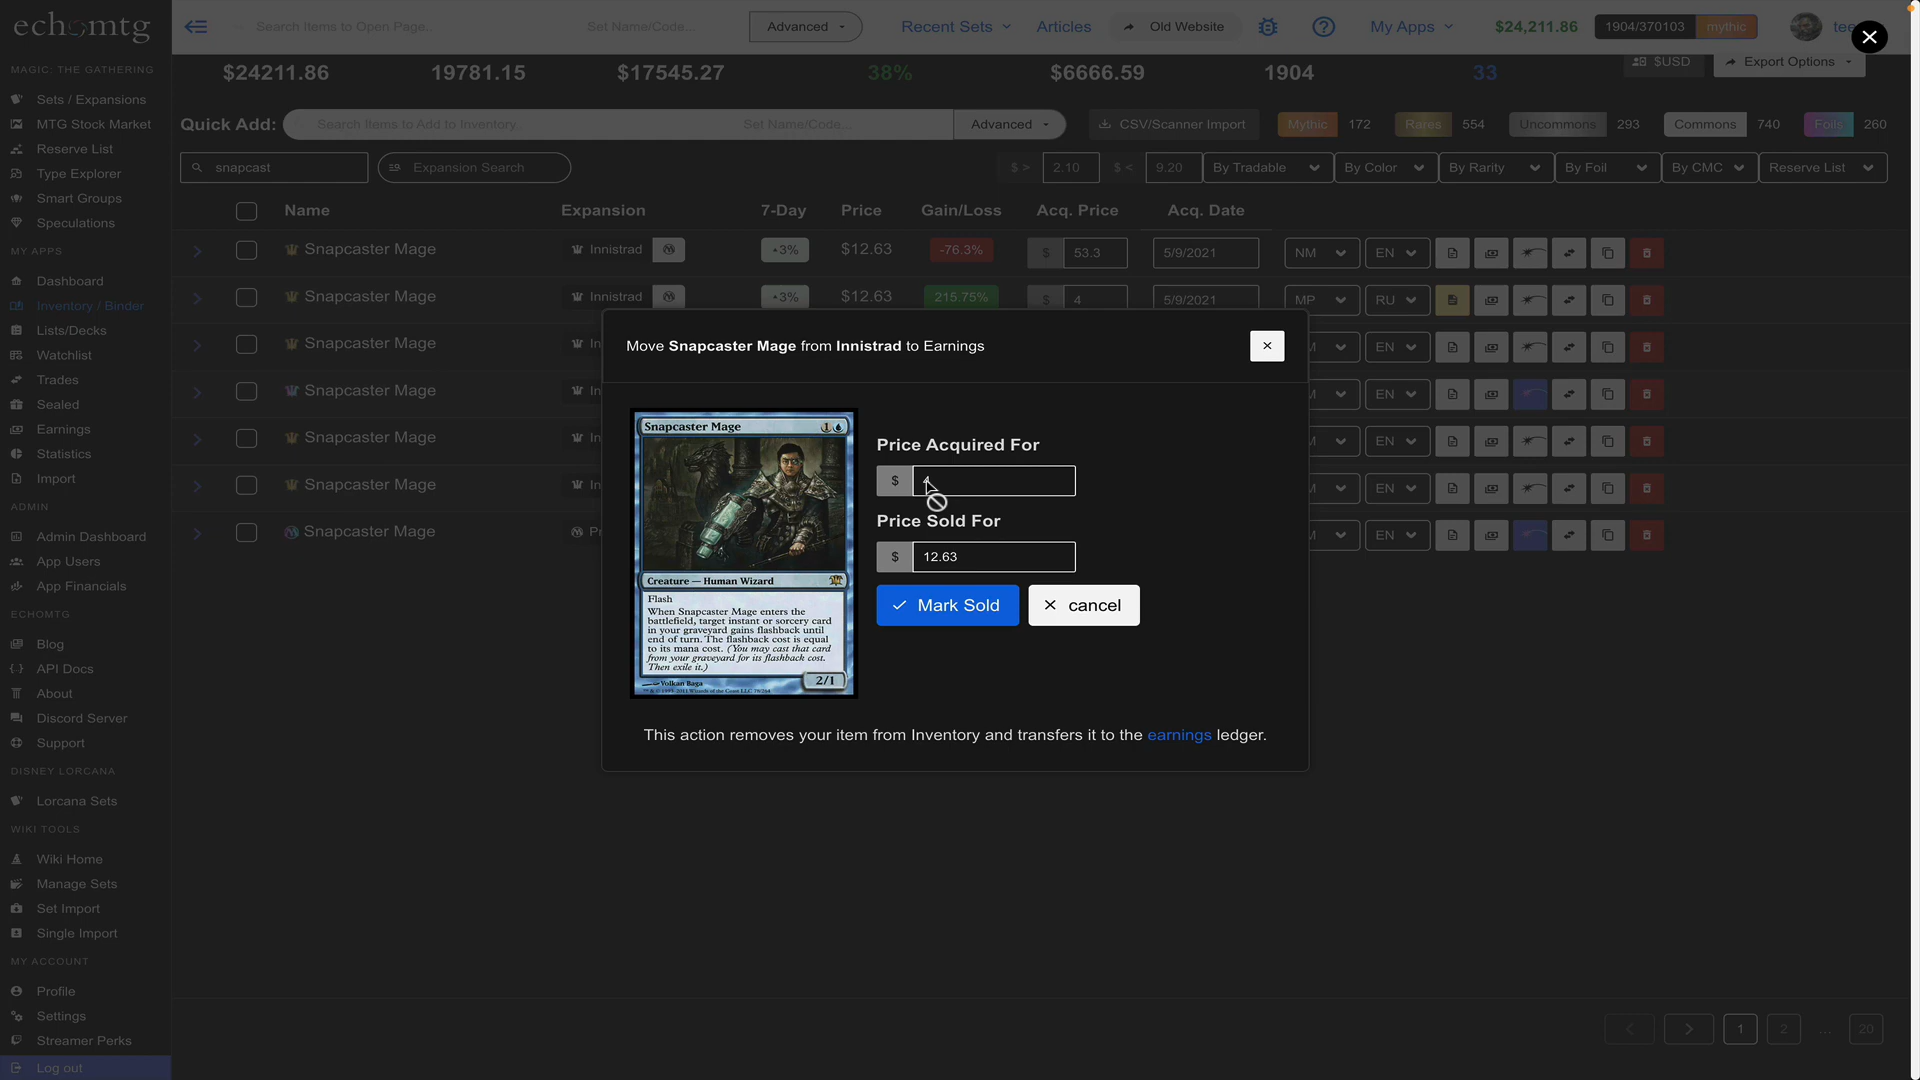 echomtg
Search Items to Open Page..
Set Name/Code...
Advanced
Recent Sets
Articles
Old Website
My Apps
$24,211.86
1904/370103
mythic
tee
MAGIC: THE GATHERING
Sets / Expansions
MTG Stock Market
Reserve List
Type Explorer
Smart Groups
Speculations
MY APPS
Dashboard
Inventory / Binder
Lists/Decks
Watchlist
Trades
Sealed
Earnings
Statistics
Import
ADMIN
Admin Dashboard
App Users
App Financials
ECHOMTG
Blog
API Docs
About
Discord Server
Support
DISNEY LORCANA
Lorcana Sets
WIKI TOOLS
Wiki Home
Manage Sets
Set Import
Single Import
MY ACCOUNT
Profile
Settings
Streamer Perks
Log out
$24211.86
19781.15
$17545.27
38%
$6666.59
1904
33
$USD
Export Options
Quick Add:
Search Items to Add to Inventory..
Set Name/Code...
Advanced
CSV/Scanner Import
Mythic 172
Rares 554
Uncommons 293
Commons 740
Foils 260
snapcast
Expansion Search
$ > 2.10
$ < 9.20
By Tradable
By Color
By Rarity
By Foil
By CMC
Reserve List
Name Expansion 7-Day Price Gain/Loss Acq. Price Acq. Date
Snapcaster Mage Innistrad 3% $12.63 -76.3% $ 53.3 5/9/2021 NM EN
Snapcaster Mage Innistrad 3% $12.63 215.75% $ 4 5/9/2021 MP RU
Snapcaster Mage In M EN
Snapcaster Mage In M EN
Snapcaster Mage In M EN
Snapcaster Mage In M EN
Snapcaster Mage P M EN
Move Snapcaster Mage from Innistrad to Earnings
Snapcaster Mage 1
Creature — Human Wizard
Flash
When Snapcaster Mage enters the
battlefield, target instant or sorcery card
in your graveyard gains flashback until
end of turn. The flashback cost is equal
to its mana cost. (You may cast that card
from your graveyard for its flashback cost.
Then exile it.)
Volkan Baga
2/1
Price Acquired For
$ 4
Price Sold For
$ 12.63
Mark Sold
cancel
This action removes your item from Inventory and transfers it to the earnings ledger.
1
2
...
20